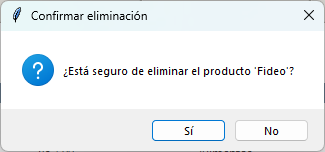 Confirmar eliminación
¿Está seguro de eliminar el producto 'Fideo'?
Sí
No